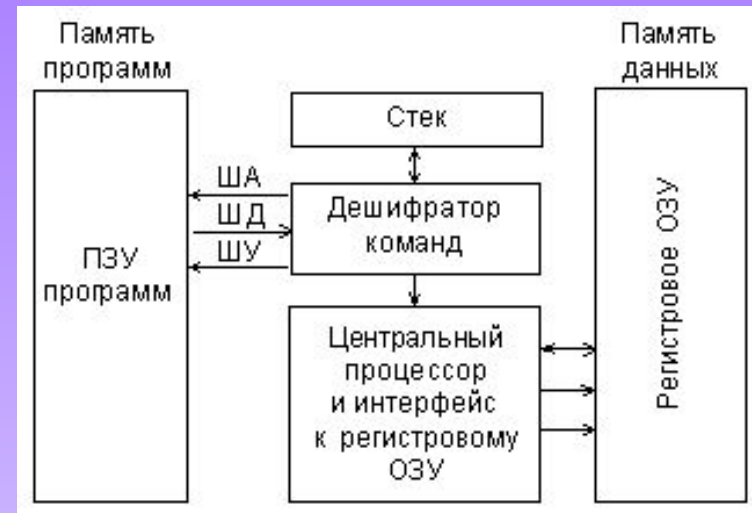 Память
программ
Память
данных
Стек
ША
ШД
ШУ
Дешифратор
команд
ПЗУ
программ
Центральный
процессор
и интерфейс
к регистровому
ОЗУ
Регистровое ОЗУ